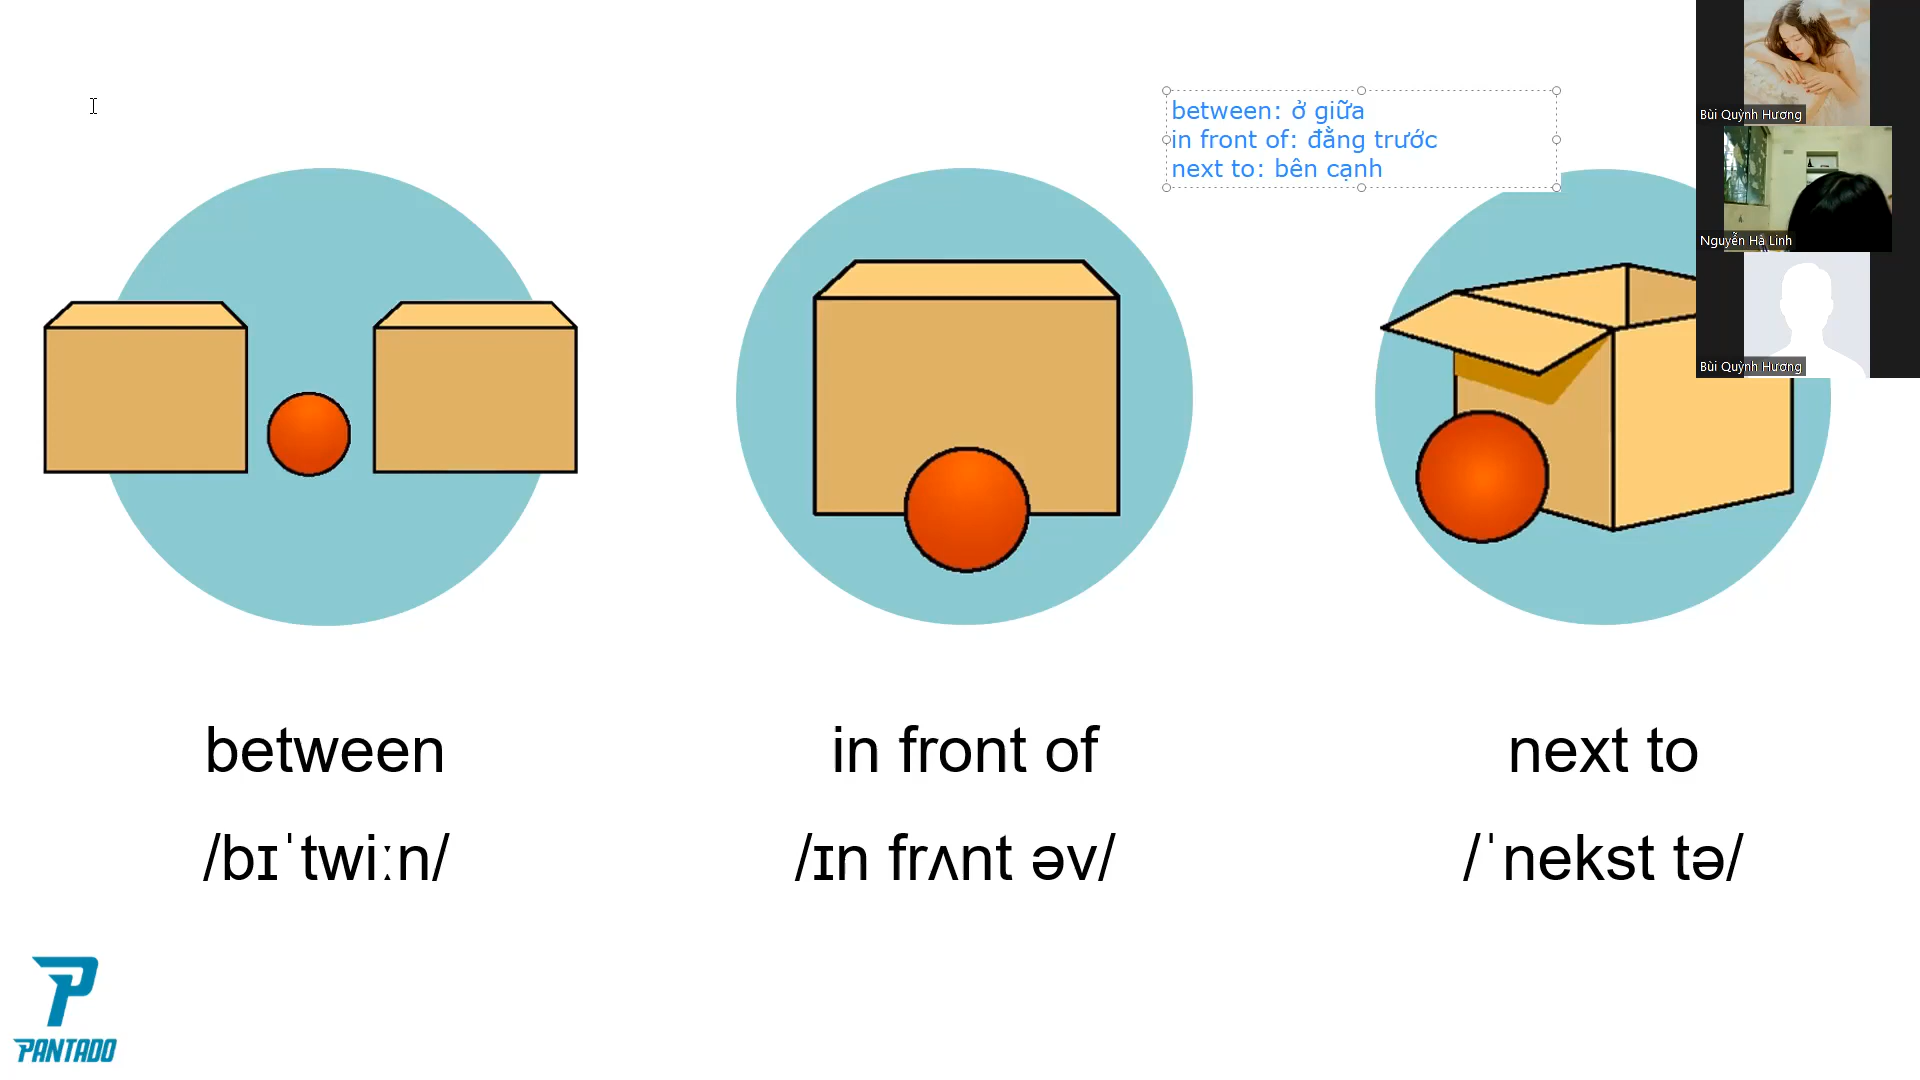 between: ở giữa
in front of: đằng trước
next to: bên cạnh
Bùi Quỳnh Hương
Nguyễn Hà Linh
Bùi Quỳnh Hương
between
in front of
next to
/bɪˈtwiːn/
/ɪn frʌnt əv/
/ˈnekst tə/
PANTADO